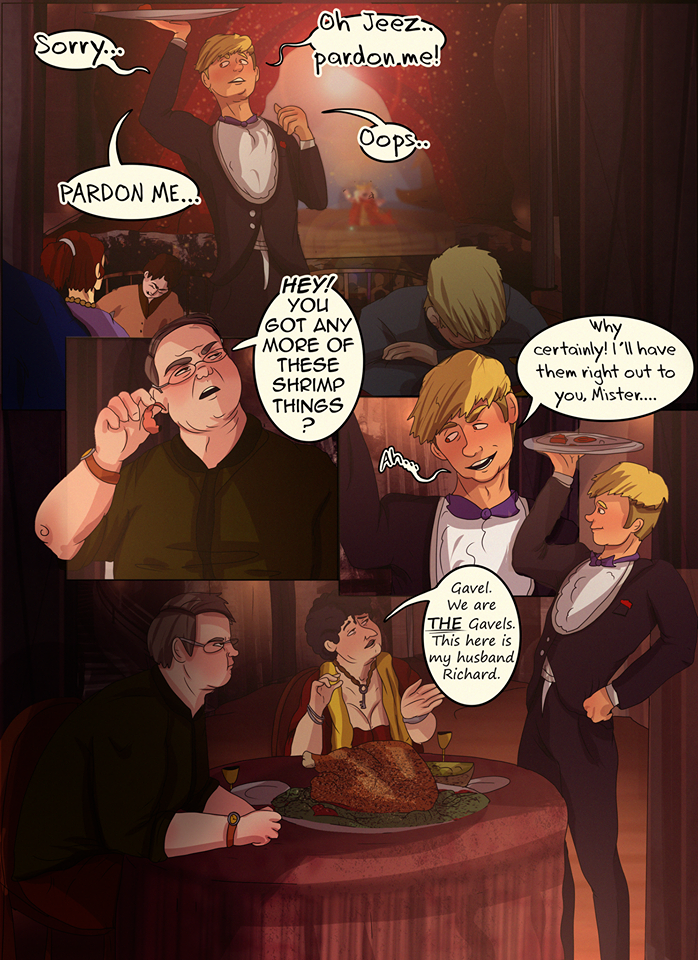 Sorry...
Oh Jeez..
pardon.me!
Oops..
PARDON ME...
HEY!
YOU
GOT ANY
MORE OF
THESE
SHRIMP
THINGS
?
Ah...
Why
certainly! I'll have
them right out to
you, Mister....
Gavel.
We are
THE Gavels.
This here is
my husband
Richard.